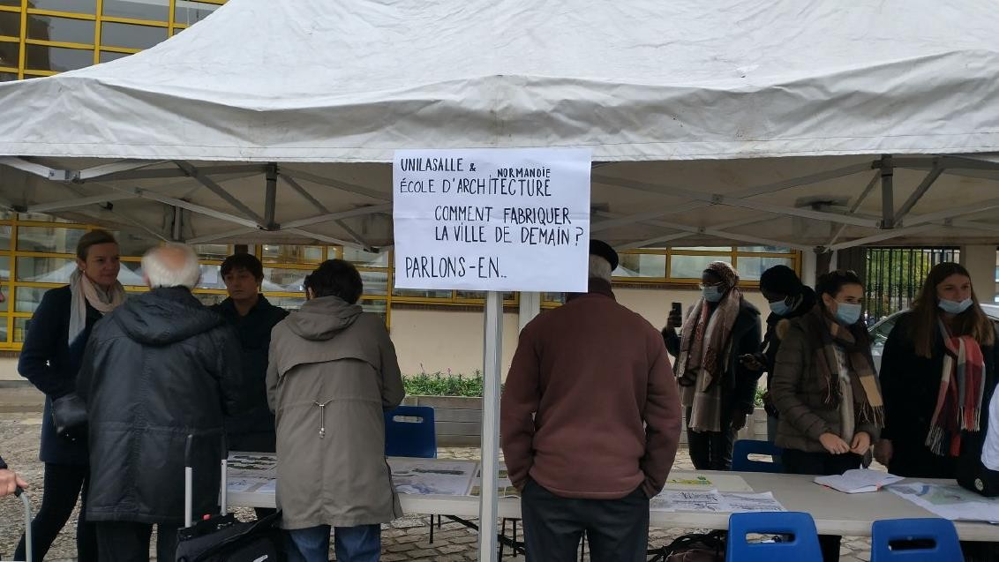 UNILASALLE & NORMANDIE
ÉCOLE D'ARCHITECTURE
COMMENT FABRIQUER
LA VILLE DE DEMAIN ?
PARLONS-EN..